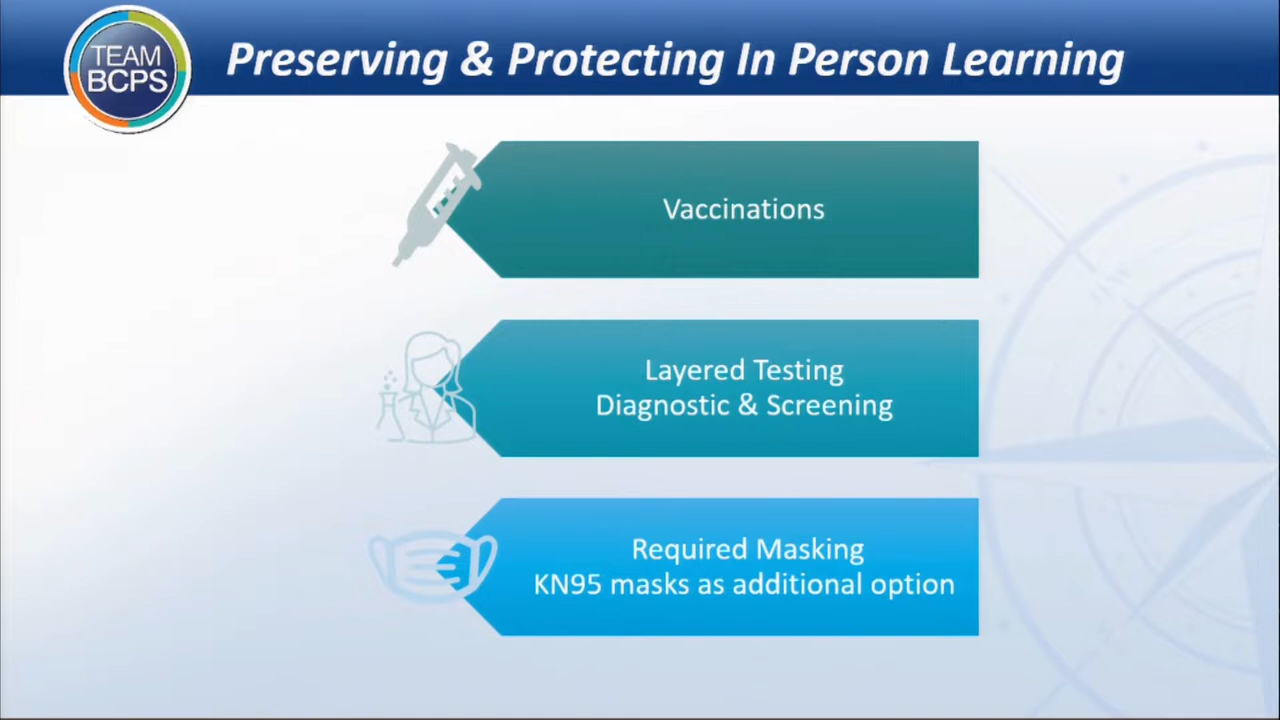 TEAM
BCPS
Preserving & Protecting In Person Learning
Vaccinations
Layered Testing
Diagnostic & Screening
Required Masking
KN95 masks as additional option